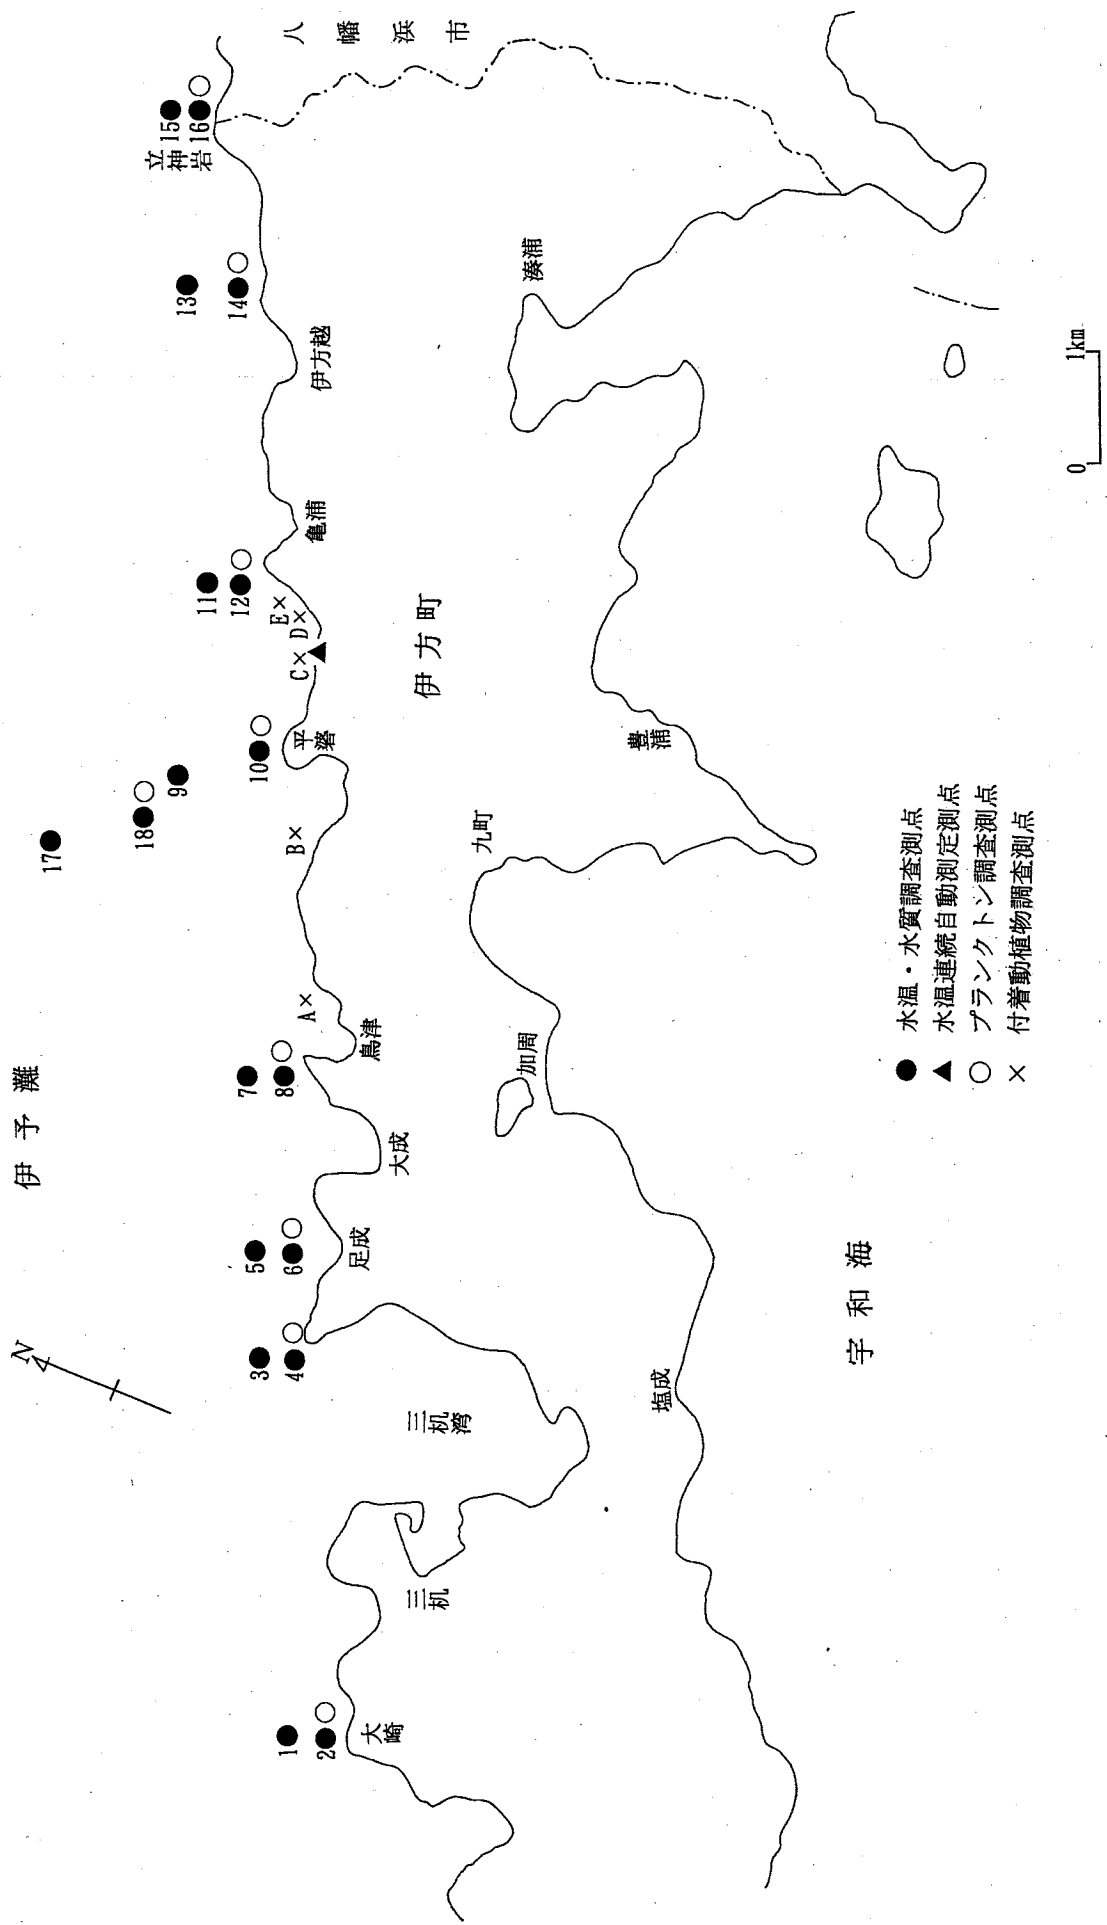 N
伊予灘
17●
18●○
9●
15●
16●○
立神岩
八幡浜市
13●
14●○
11●
12●○
10●○
7●
8●○
5●
6●○
3●
4●○
1●
2●○
A×
B×
C×
▲
D×
E×
大崎
三机
三机湾
足成
大成
鳥津
平礬
亀浦
伊方越
伊方町
湊浦
九町
加周
豊浦
塩成
宇和海
● 水温・水質調査測点
▲ 水温連続自動測定測点
○ プランクトン調査測点
× 付着動植物調査測点
0 1km